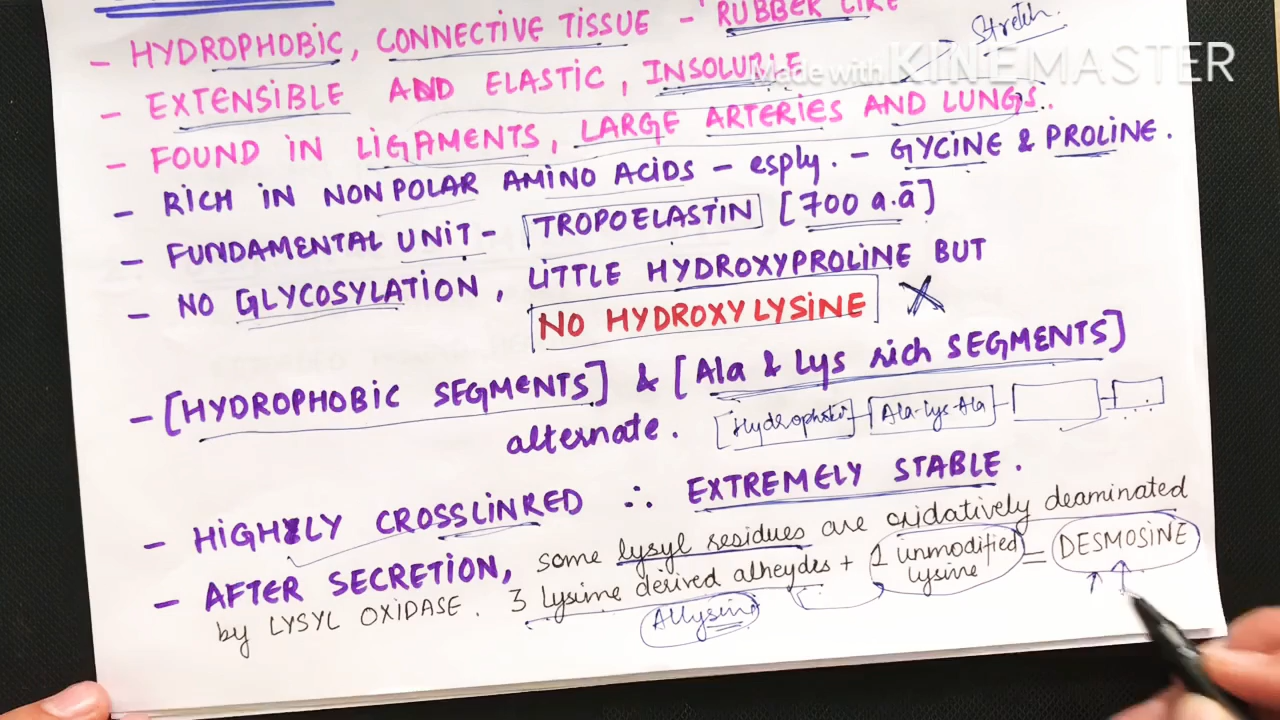 - HYDROPHOBIC, CONNECTIVE TISSUE - RUBBER LIKE
Stretch.
Made with KINEMASTER
- EXTENSIBLE AND ELASTIC, INSOLUBLE
- FOUND IN LIGAMENTS, LARGE ARTERIES AND LUNGS.
- RICH IN NONPOLAR AMINO ACIDS - esply. - GYCINE & PROLINE.
- FUNDAMENTAL UNIT - TROPOELASTIN [700 a.a]
- NO GLYCOSYLATION, LITTLE HYDROXYPROLINE BUT
NO HYDROXYLYSINE X
- [HYDROPHOBIC SEGMENTS] & [Ala & Lys rich SEGMENTS]
alternate. Ala-Lys-Ala
- HIGHLY CROSSLINKED ∴ EXTREMELY STABLE.
- AFTER SECRETION, some lysyl residues are oxidatively deaminated
by LYSYL OXIDASE. 3 lysine derived alheydes + 1 unmodified lysine = DESMOSINE
Allysine